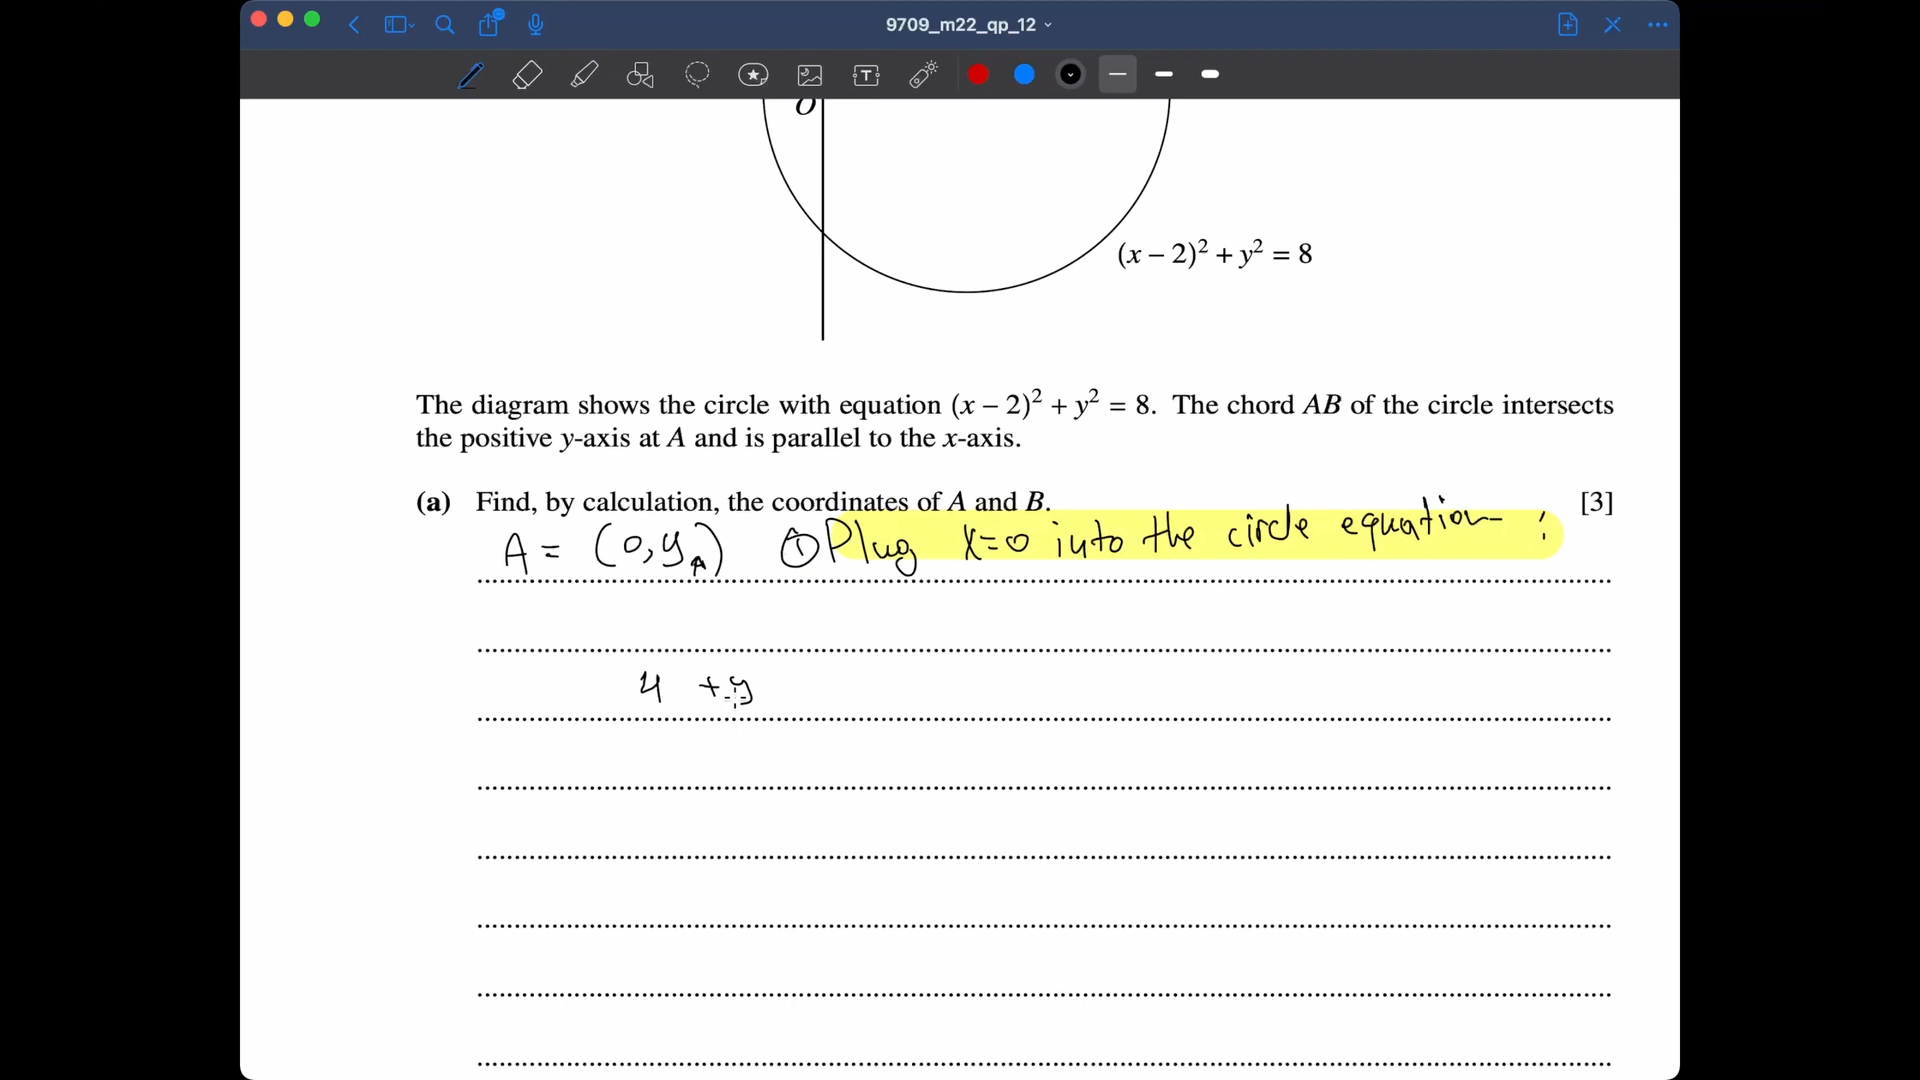 9709_m22_qp_12
O
(x – 2)² + y² = 8
The diagram shows the circle with equation (x – 2)² + y² = 8. The chord AB of the circle intersects
the positive y-axis at A and is parallel to the x-axis.
(a) Find, by calculation, the coordinates of A and B. [3]
A = (0, y_A) ① Plug x=0 into the circle equation :
4 + y